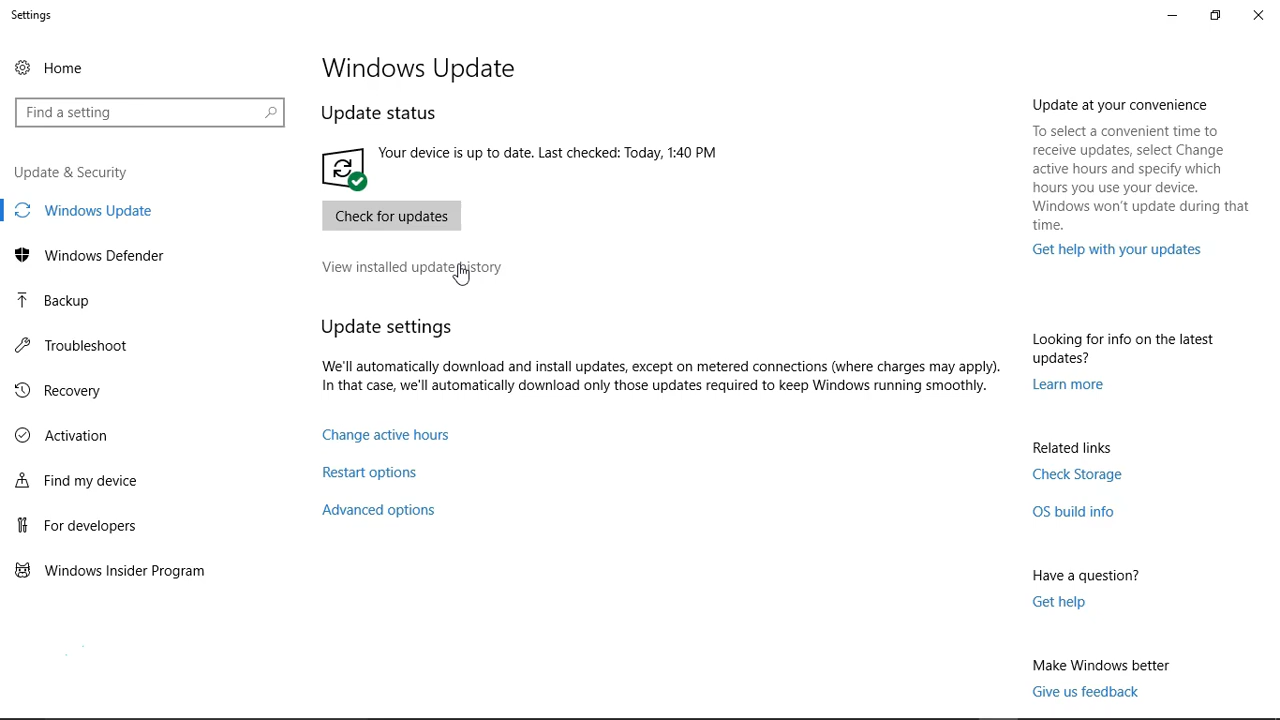 Settings
Home
Find a setting
Update & Security
Windows Update
Windows Defender
Backup
Troubleshoot
Recovery
Activation
Find my device
For developers
Windows Insider Program
Windows Update
Update status
Your device is up to date. Last checked: Today, 1:40 PM
Check for updates
View installed update history
Update settings
We'll automatically download and install updates, except on metered connections (where charges may apply).
In that case, we'll automatically download only those updates required to keep Windows running smoothly.
Change active hours
Restart options
Advanced options
Update at your convenience
To select a convenient time to
receive updates, select Change
active hours and specify which
hours you use your device.
Windows won't update during that
time.
Get help with your updates
Looking for info on the latest
updates?
Learn more
Related links
Check Storage
OS build info
Have a question?
Get help
Make Windows better
Give us feedback